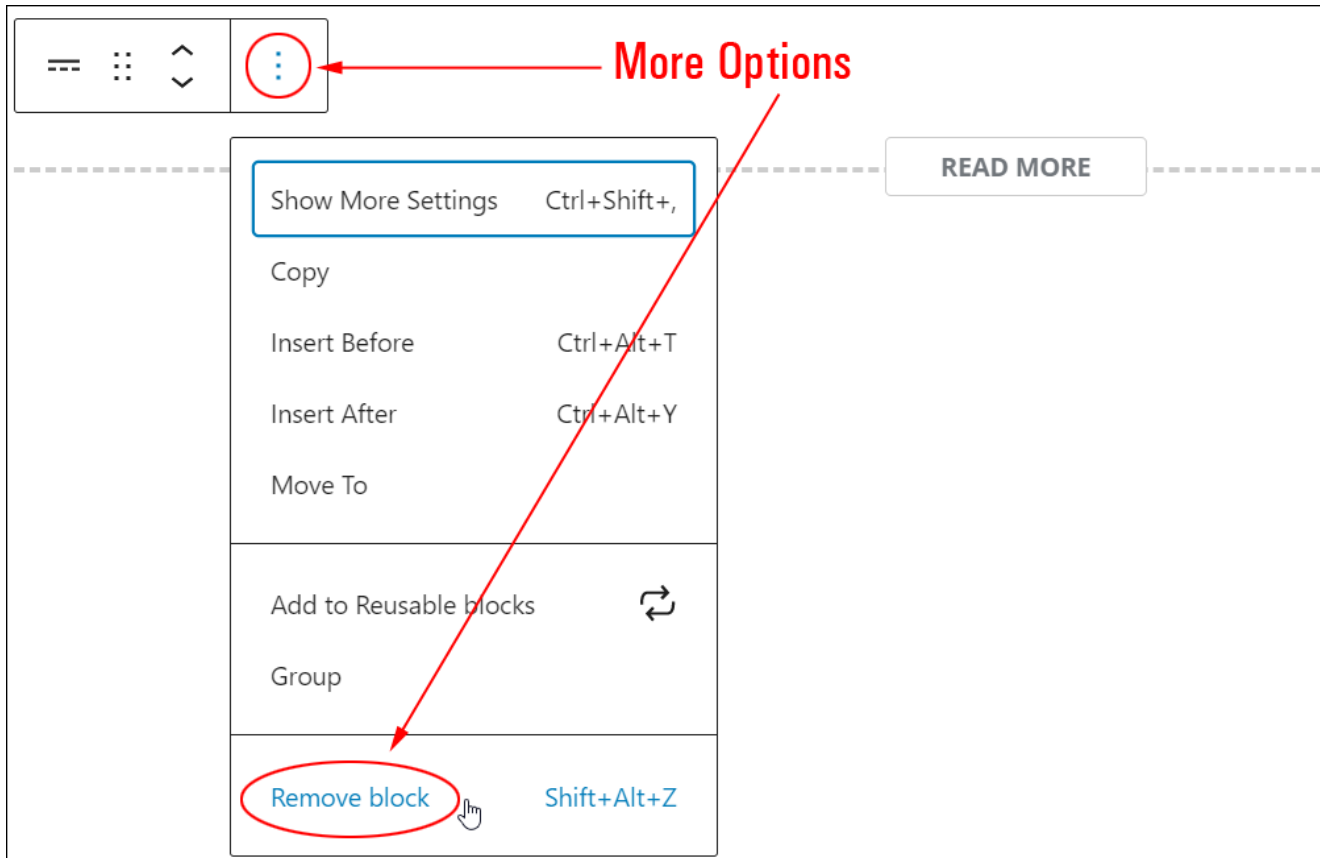 More Options
READ MORE
Show More Settings Ctrl+Shift+,
Copy
Insert Before Ctrl+Alt+T
Insert After Ctrl+Alt+Y
Move To
Add to Reusable blocks
Group
Remove block Shift+Alt+Z